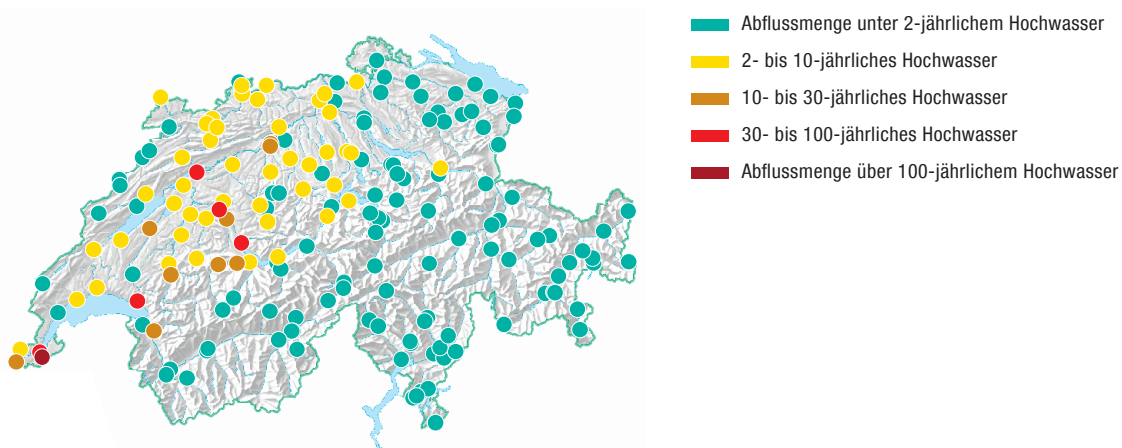 Abflussmenge unter 2-jährlichem Hochwasser
2- bis 10-jährliches Hochwasser
10- bis 30-jährliches Hochwasser
30- bis 100-jährliches Hochwasser
Abflussmenge über 100-jährlichem Hochwasser